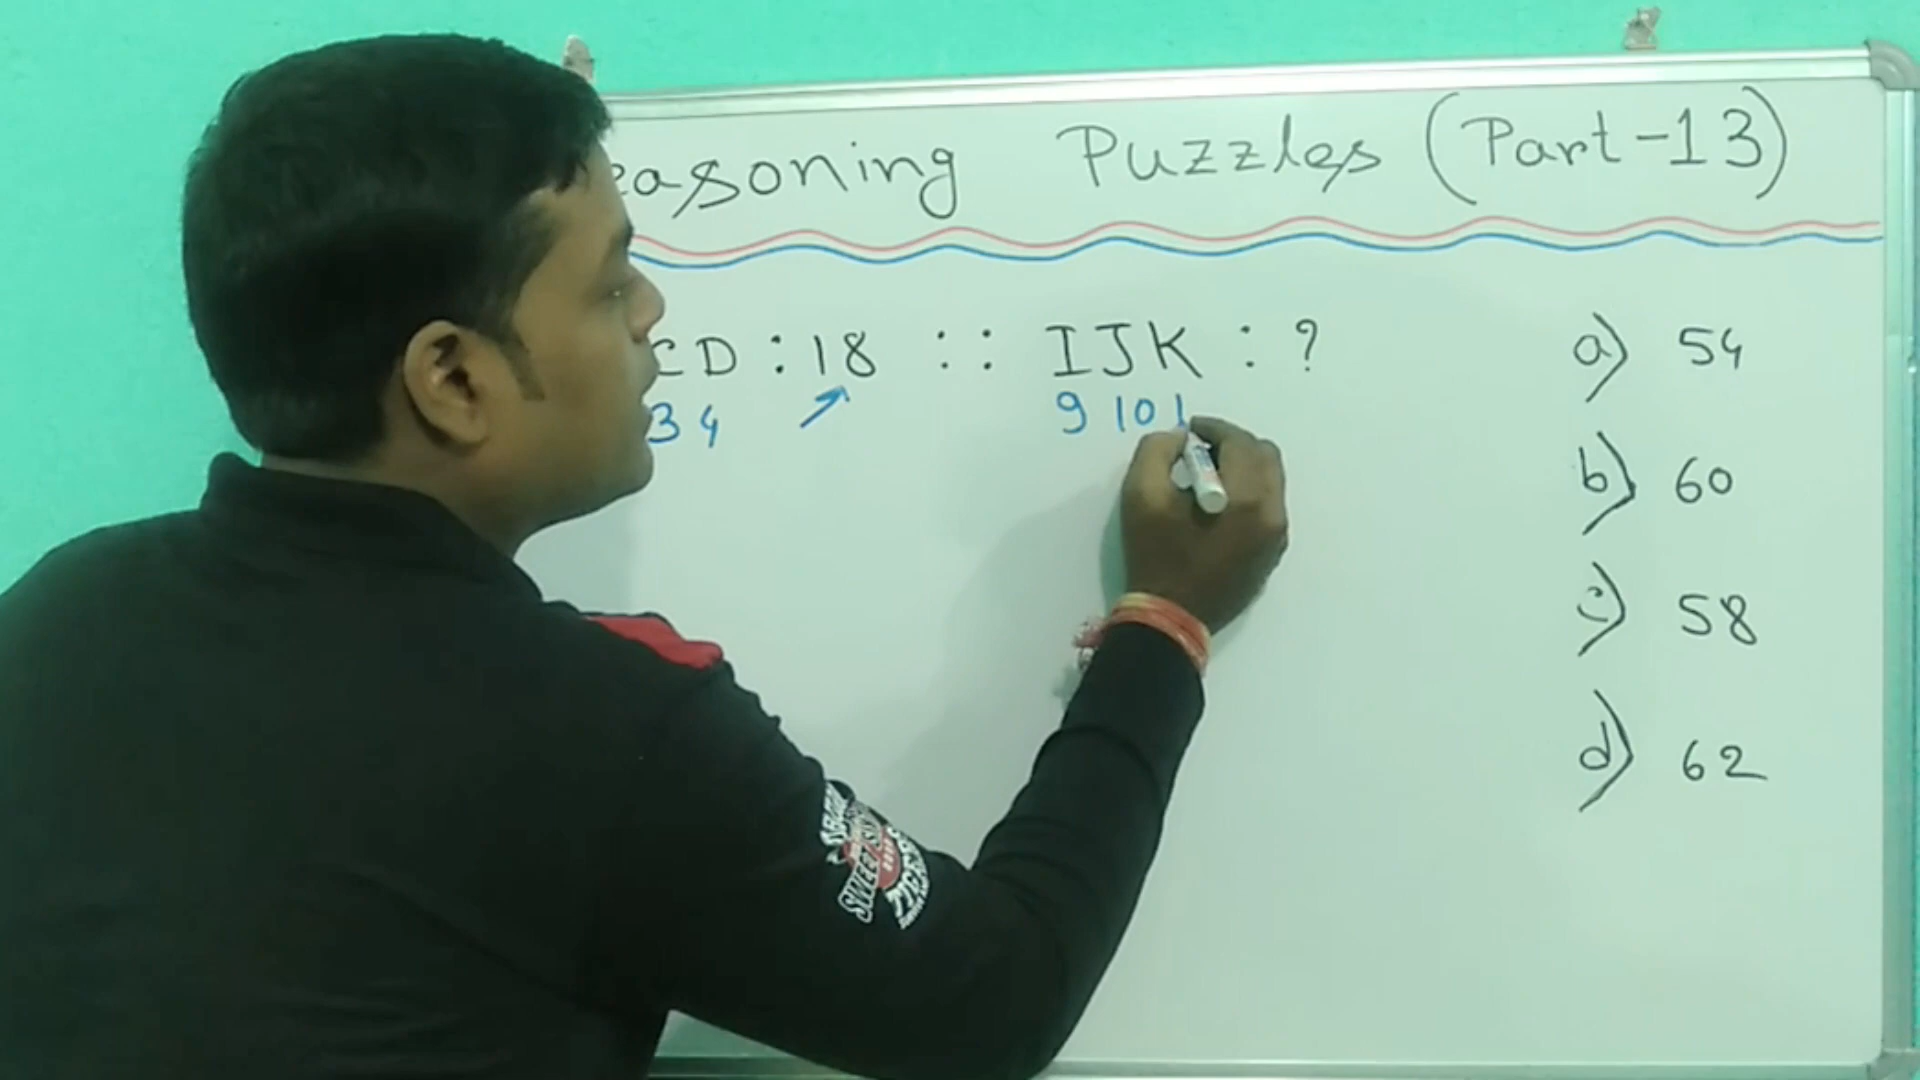 easoning Puzzles (Part-13)
CD : 18 :: IJK : ?
3 4 9 10 1
a) 54
b) 60
c) 58
d) 62